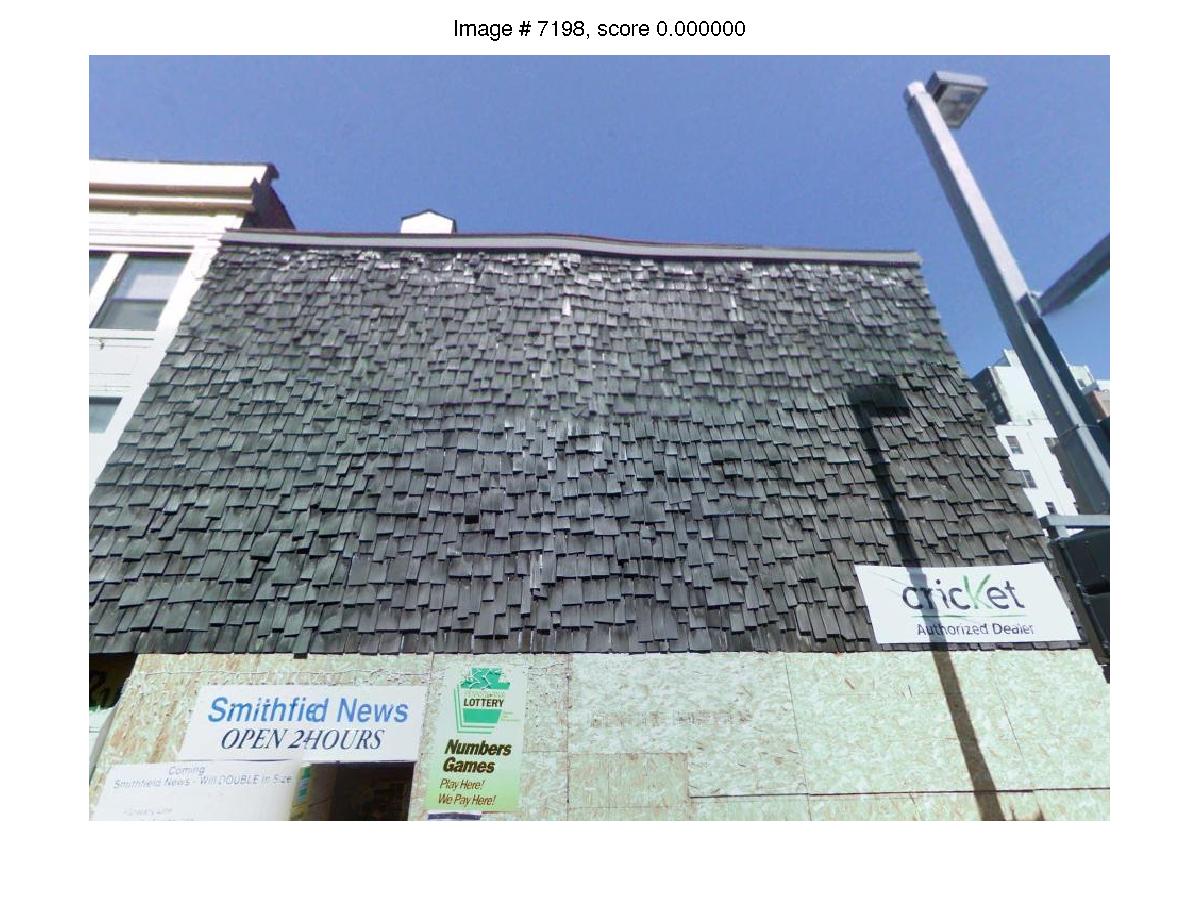 Image # 7198, score 0.000000
cricket
Authorized Dealer
Smithfied News
OPEN 24HOURS
LOTTERY
Numbers
Games
Play Here!
We Pay Here!
Coming
Smithfield News - Will DOUBLE in Size